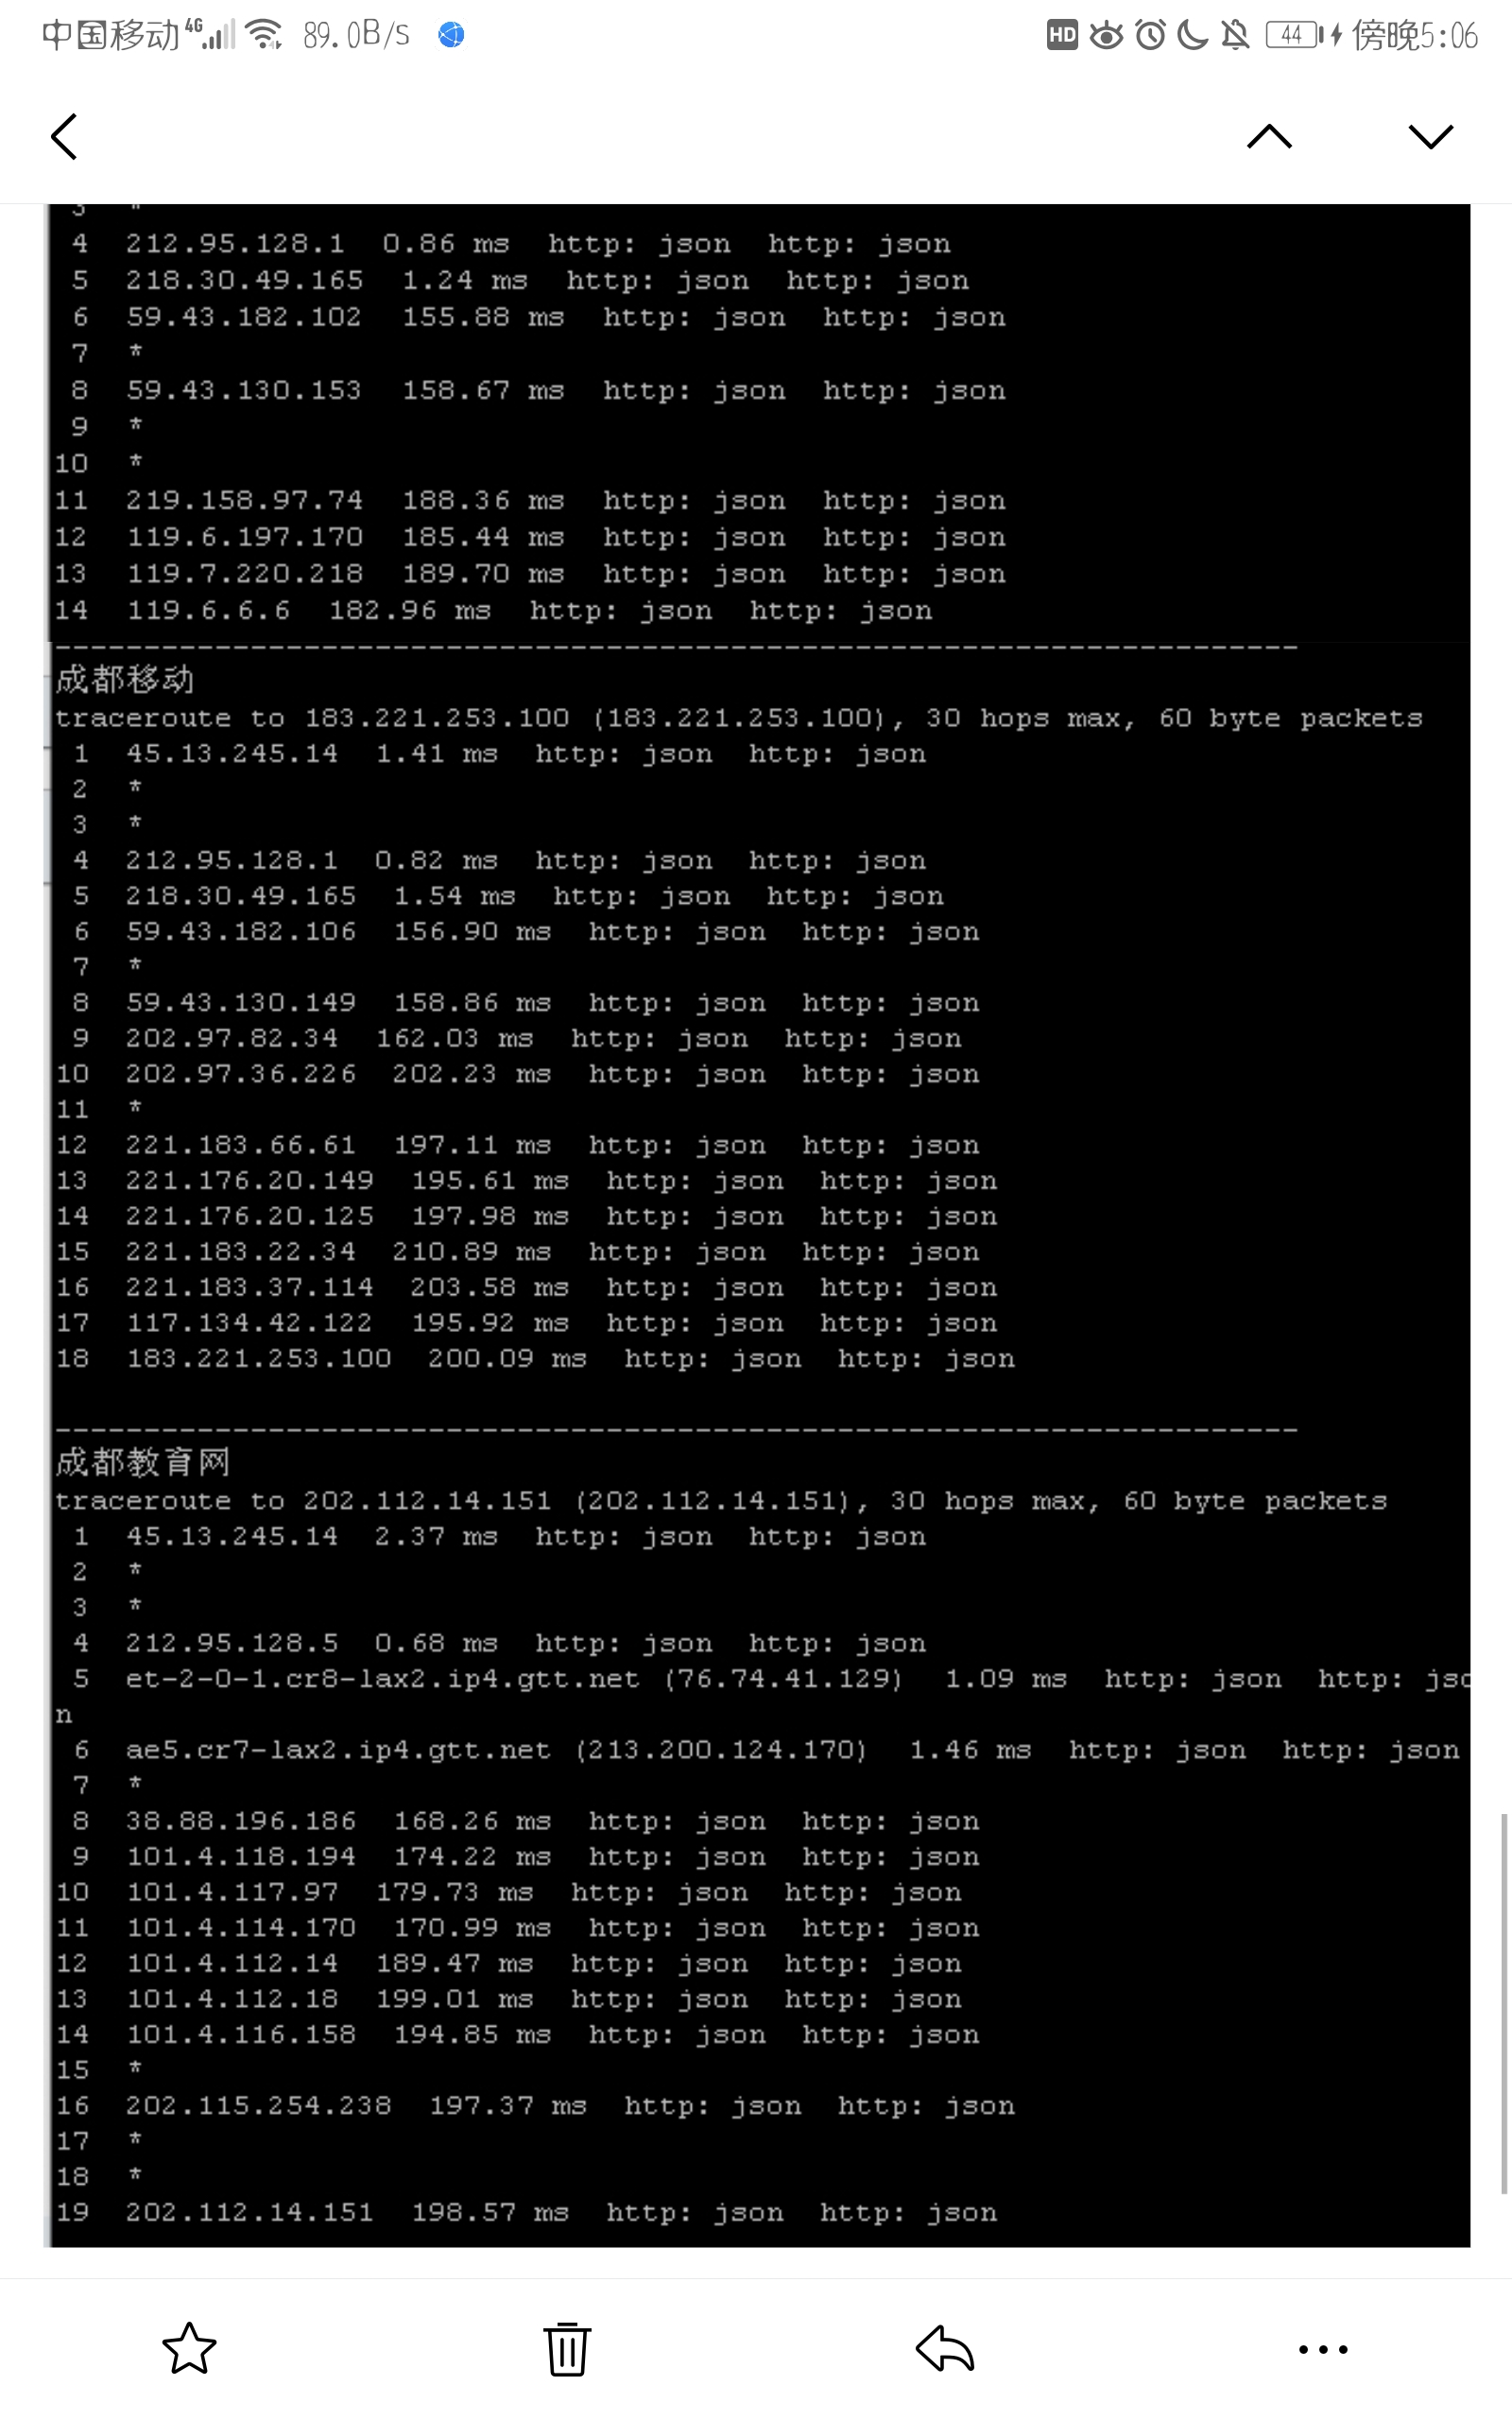 中国移动 4G 89.0B/s HD 44 傍晚5:06
3 *
4 212.95.128.1 0.86 ms http: json http: json
5 218.30.49.165 1.24 ms http: json http: json
6 59.43.182.102 155.88 ms http: json http: json
7 *
8 59.43.130.153 158.67 ms http: json http: json
9 *
10 *
11 219.158.97.74 188.36 ms http: json http: json
12 119.6.197.170 185.44 ms http: json http: json
13 119.7.220.218 189.70 ms http: json http: json
14 119.6.6.6 182.96 ms http: json http: json
----------------------------------------------------------------------
成都移动
traceroute to 183.221.253.100 (183.221.253.100), 30 hops max, 60 byte packets
1 45.13.245.14 1.41 ms http: json http: json
2 *
3 *
4 212.95.128.1 0.82 ms http: json http: json
5 218.30.49.165 1.54 ms http: json http: json
6 59.43.182.106 156.90 ms http: json http: json
7 *
8 59.43.130.149 158.86 ms http: json http: json
9 202.97.82.34 162.03 ms http: json http: json
10 202.97.36.226 202.23 ms http: json http: json
11 *
12 221.183.66.61 197.11 ms http: json http: json
13 221.176.20.149 195.61 ms http: json http: json
14 221.176.20.125 197.98 ms http: json http: json
15 221.183.22.34 210.89 ms http: json http: json
16 221.183.37.114 203.58 ms http: json http: json
17 117.134.42.122 195.92 ms http: json http: json
18 183.221.253.100 200.09 ms http: json http: json
----------------------------------------------------------------------
成都教育网
traceroute to 202.112.14.151 (202.112.14.151), 30 hops max, 60 byte packets
1 45.13.245.14 2.37 ms http: json http: json
2 *
3 *
4 212.95.128.5 0.68 ms http: json http: json
5 et-2-0-1.cr8-lax2.ip4.gtt.net (76.74.41.129) 1.09 ms http: json http: jso
n
6 ae5.cr7-lax2.ip4.gtt.net (213.200.124.170) 1.46 ms http: json http: json
7 *
8 38.88.196.186 168.26 ms http: json http: json
9 101.4.118.194 174.22 ms http: json http: json
10 101.4.117.97 179.73 ms http: json http: json
11 101.4.114.170 170.99 ms http: json http: json
12 101.4.112.14 189.47 ms http: json http: json
13 101.4.112.18 199.01 ms http: json http: json
14 101.4.116.158 194.85 ms http: json http: json
15 *
16 202.115.254.238 197.37 ms http: json http: json
17 *
18 *
19 202.112.14.151 198.57 ms http: json http: json